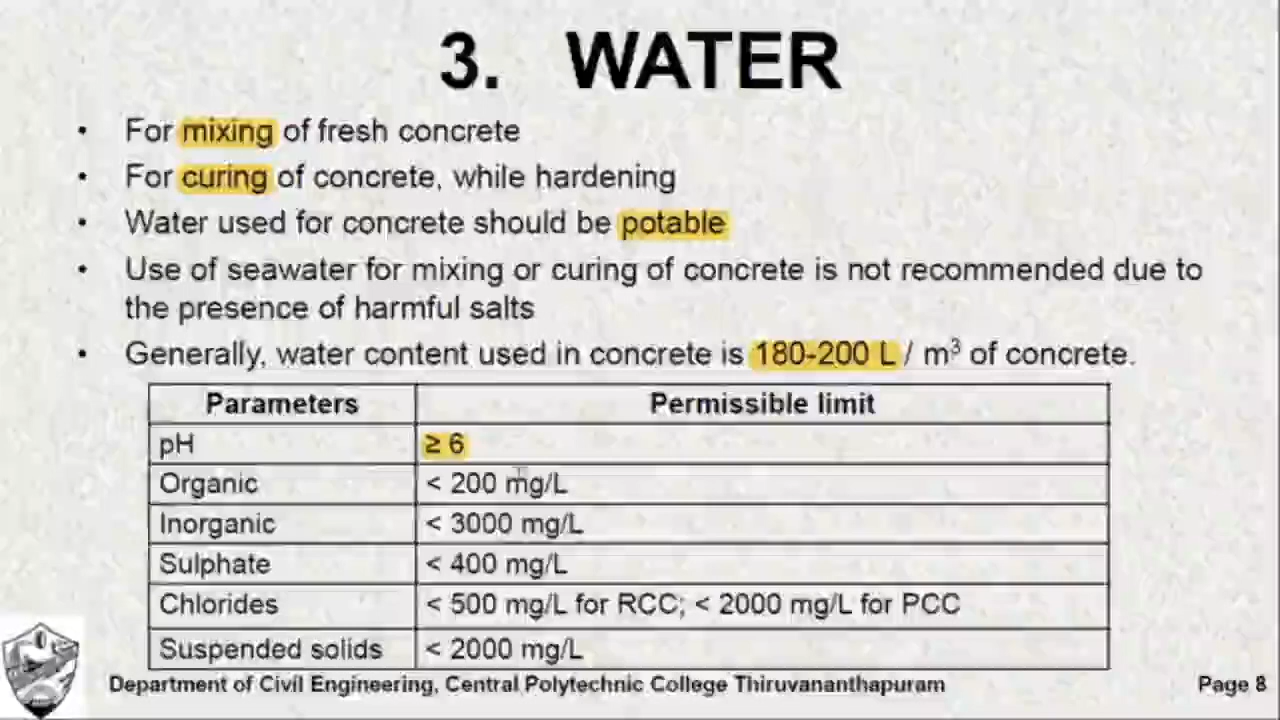 3. WATER
• For mixing of fresh concrete
• For curing of concrete, while hardening
• Water used for concrete should be potable
• Use of seawater for mixing or curing of concrete is not recommended due to
the presence of harmful salts
• Generally, water content used in concrete is 180-200 L / m³ of concrete.
Parameters Permissible limit
pH ≥ 6
Organic < 200 mg/L
Inorganic < 3000 mg/L
Sulphate < 400 mg/L
Chlorides < 500 mg/L for RCC; < 2000 mg/L for PCC
Suspended solids < 2000 mg/L
Department of Civil Engineering, Central Polytechnic College Thiruvananthapuram Page 8